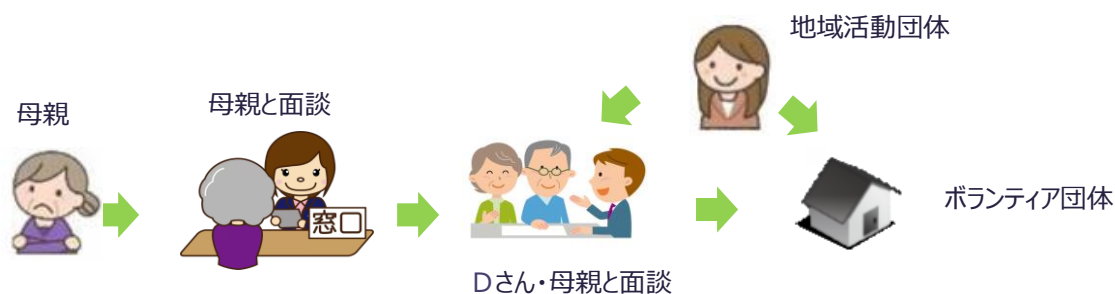 地域活動団体
母親
母親と面談
窓口
ボランティア団体
Dさん・母親と面談